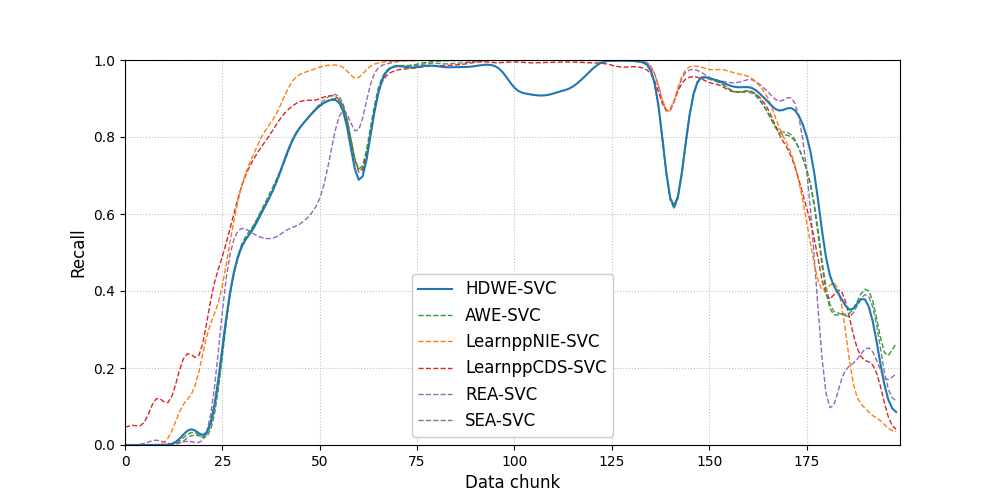 1.0
0.8
0.6
0.4
0.2
0.0
Recall
HDWE-SVC
AWE-SVC
LearnppNIE-SVC
LearnppCDS-SVC
REA-SVC
SEA-SVC
0 25 50 75 100 125 150 175
Data chunk